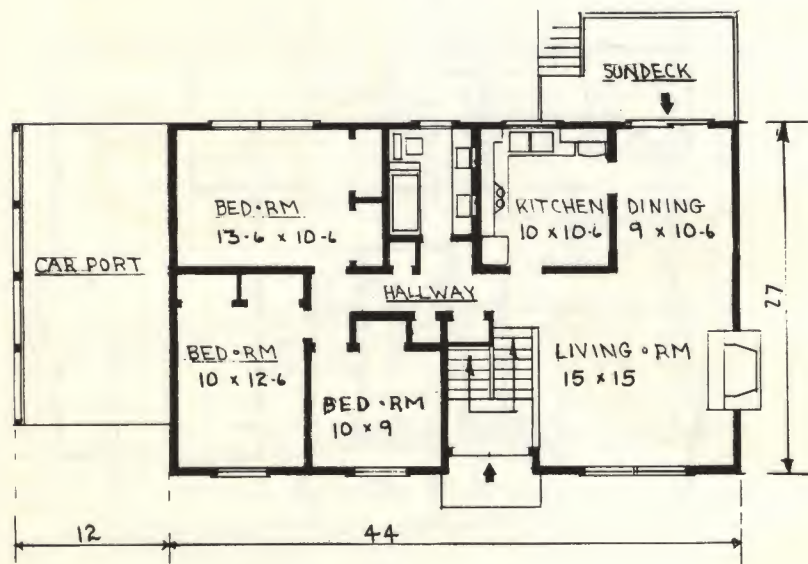 SUNDECK
BED·RM
13-6 x 10-6
KITCHEN
10 x 10-6
DINING
9 x 10-6
CAR PORT
HALLWAY
BED·RM
10 x 12-6
BED·RM
10 x 9
LIVING·RM
15 x 15
27
12
44